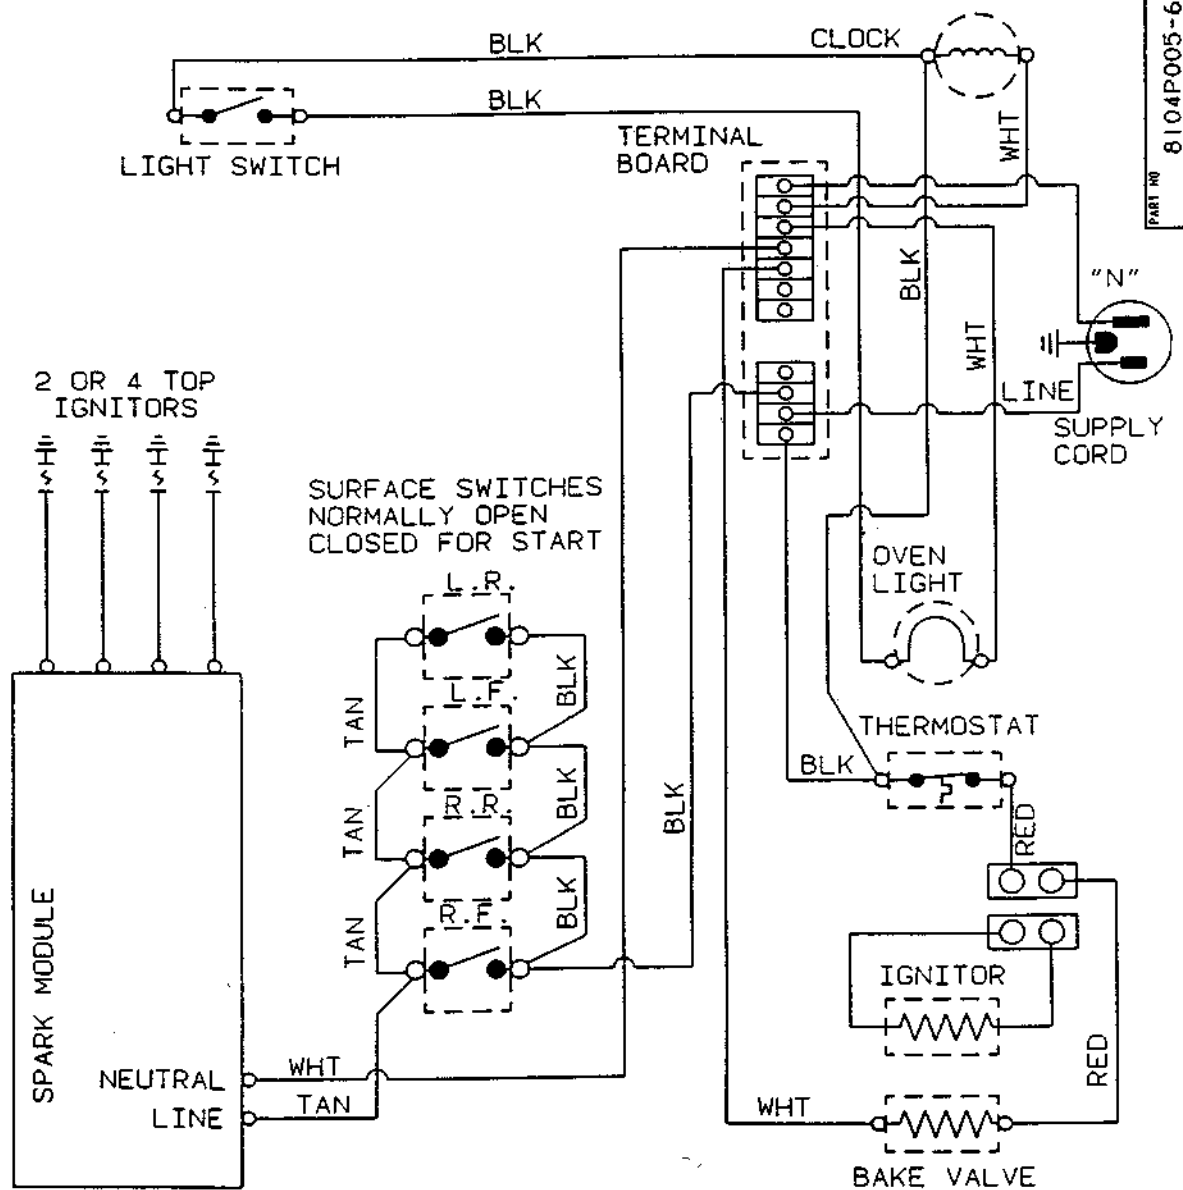 BLK
CLOCK
BLK
LIGHT SWITCH
TERMINAL
BOARD
WHT
PART NO
8104P005-6
BLK
WHT
"N"
LINE
SUPPLY
CORD
2 OR 4 TOP
IGNITORS
SURFACE SWITCHES
NORMALLY OPEN
CLOSED FOR START
L.R.
TAN
BLK
L.F.
TAN
BLK
R.R.
TAN
BLK
R.F.
BLK
OVEN
LIGHT
THERMOSTAT
BLK
RED
IGNITOR
RED
WHT
BAKE VALVE
SPARK MODULE
NEUTRAL
WHT
LINE
TAN